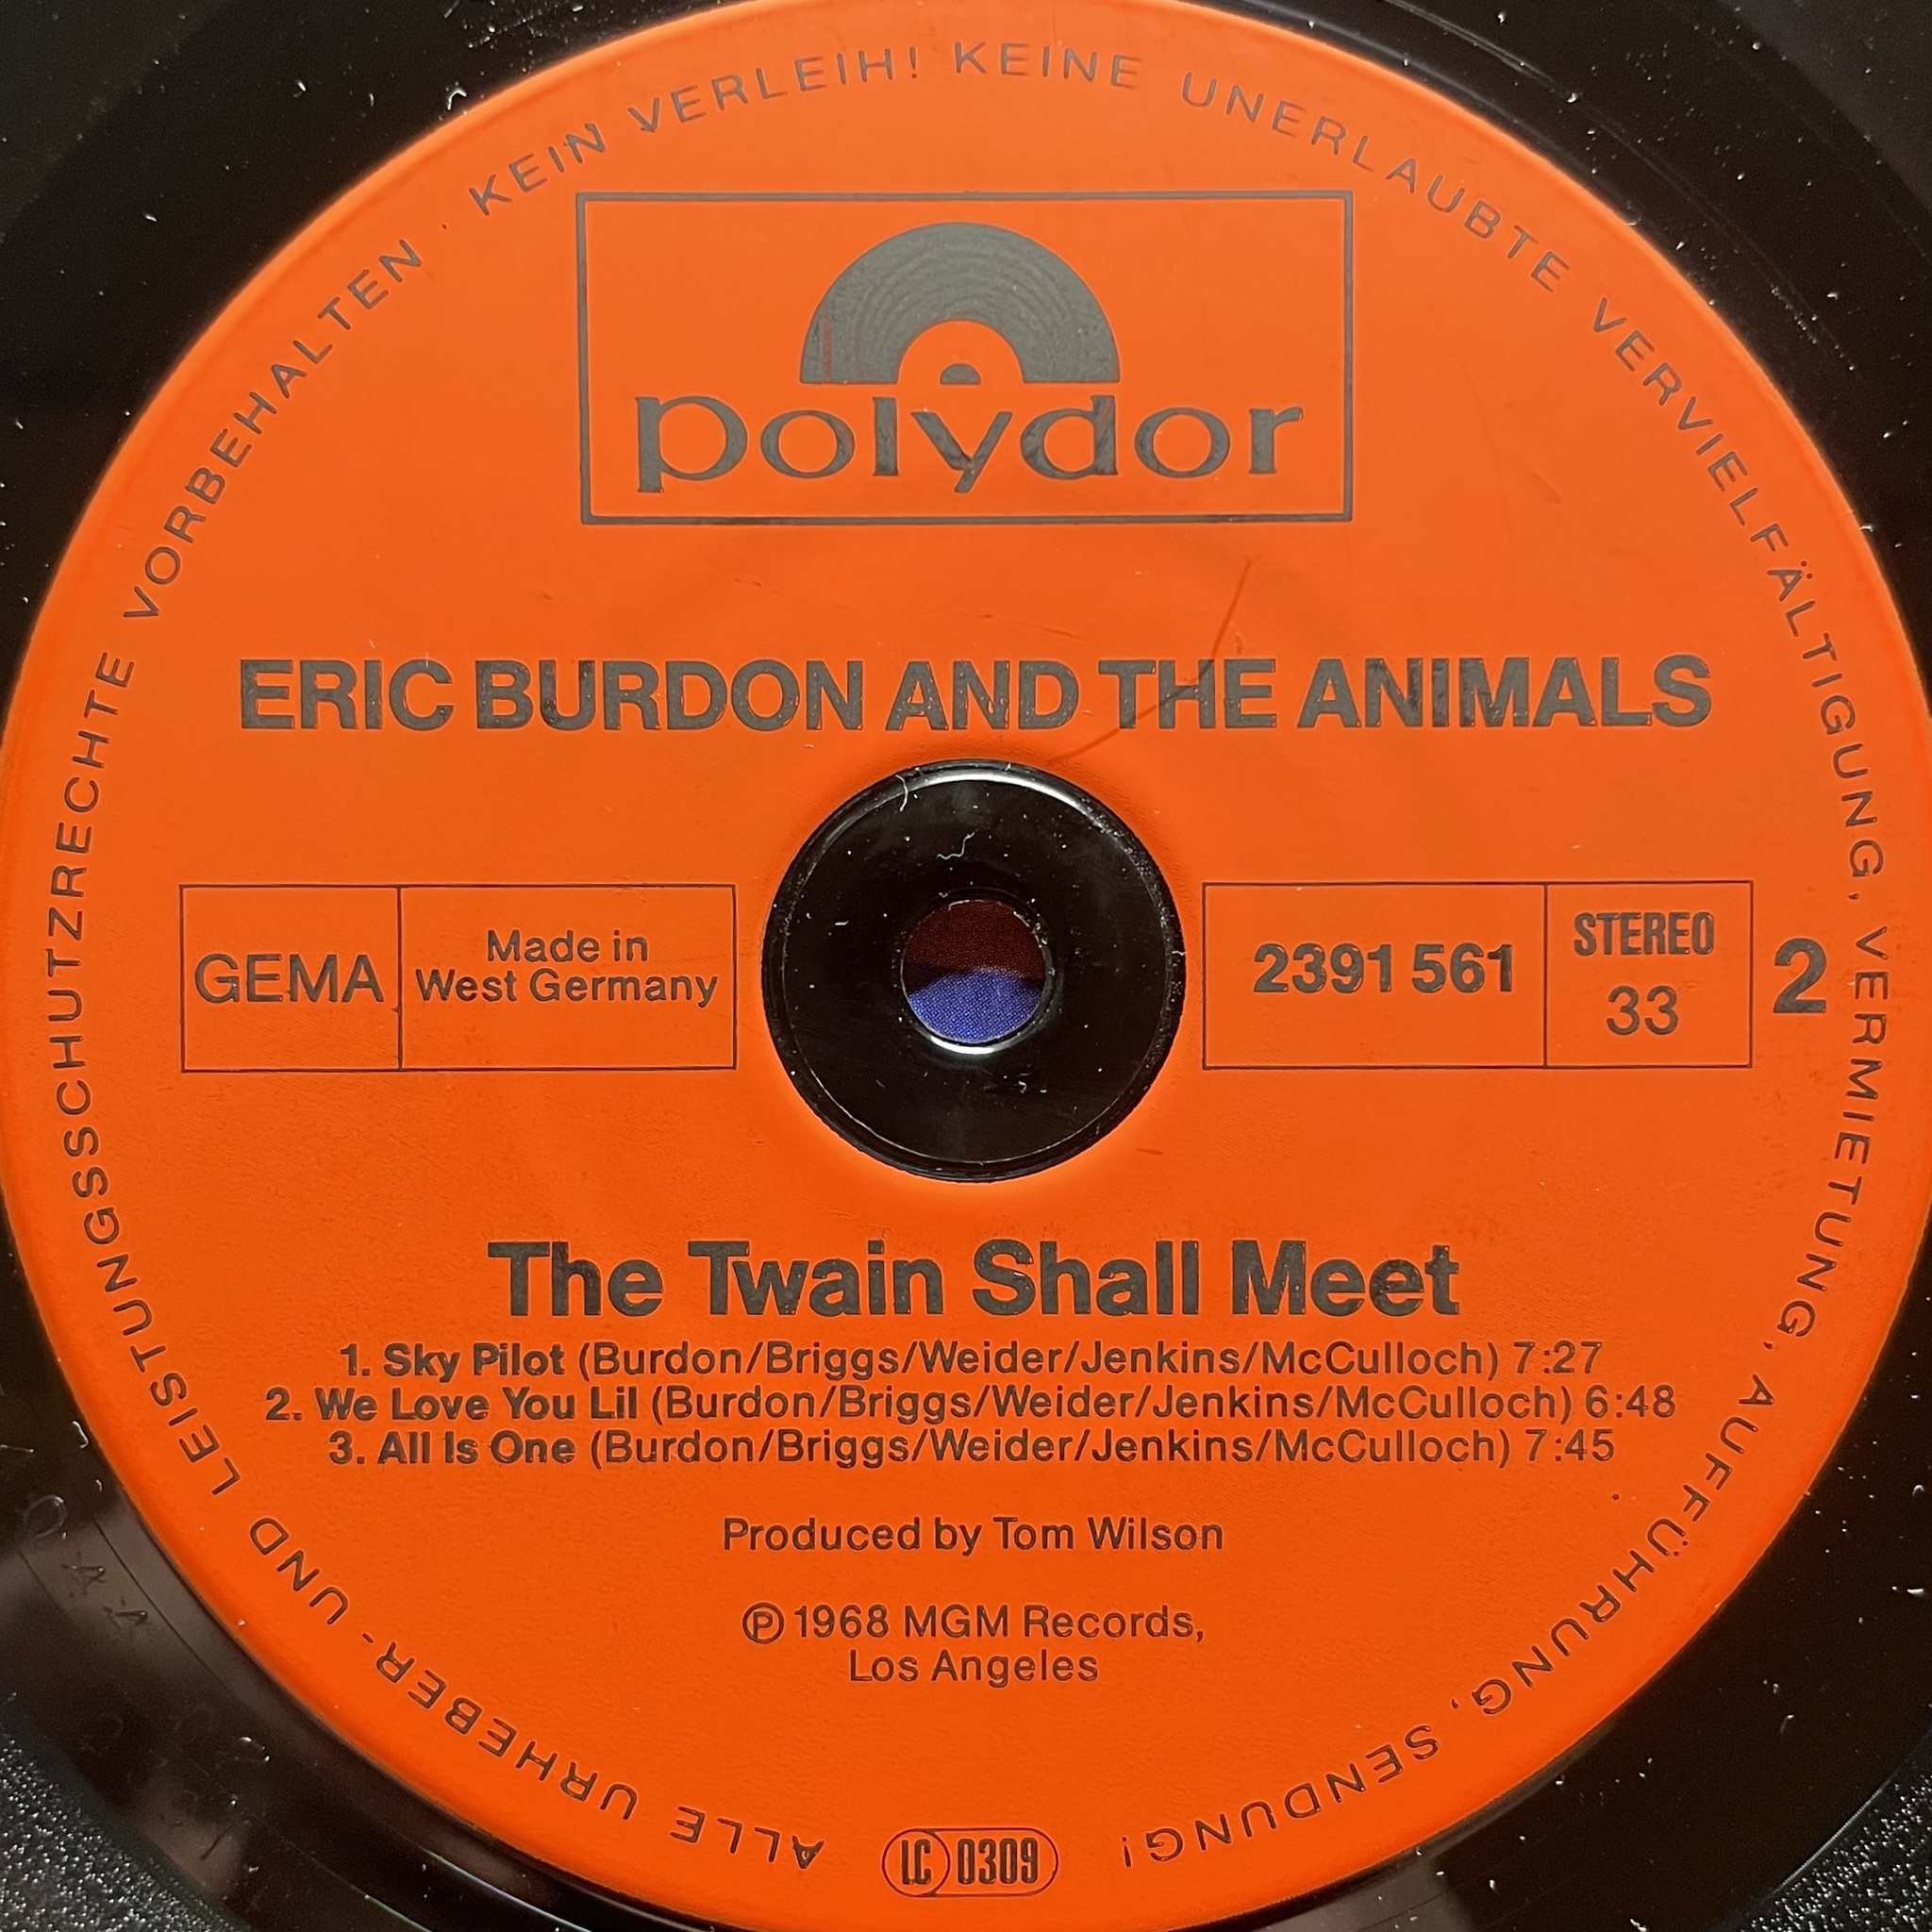 ALLE URHEBER- UND LEISTUNGSSCHUTZRECHTE VORBEHALTEN · KEIN VERLEIH! KEINE UNERLAUBTE VERVIELFÄLTIGUNG, VERMIETUNG, AUFFÜHRUNG, SENDUNG!
polydor
ERIC BURDON AND THE ANIMALS
GEMA
Made in
West Germany
2391 561
STEREO
33
2
The Twain Shall Meet
1. Sky Pilot (Burdon/Briggs/Weider/Jenkins/McCulloch) 7:27
2. We Love You Lil (Burdon/Briggs/Weider/Jenkins/McCulloch) 6:48
3. All Is One (Burdon/Briggs/Weider/Jenkins/McCulloch) 7:45
Produced by Tom Wilson
Ⓟ 1968 MGM Records,
Los Angeles
LC 0309